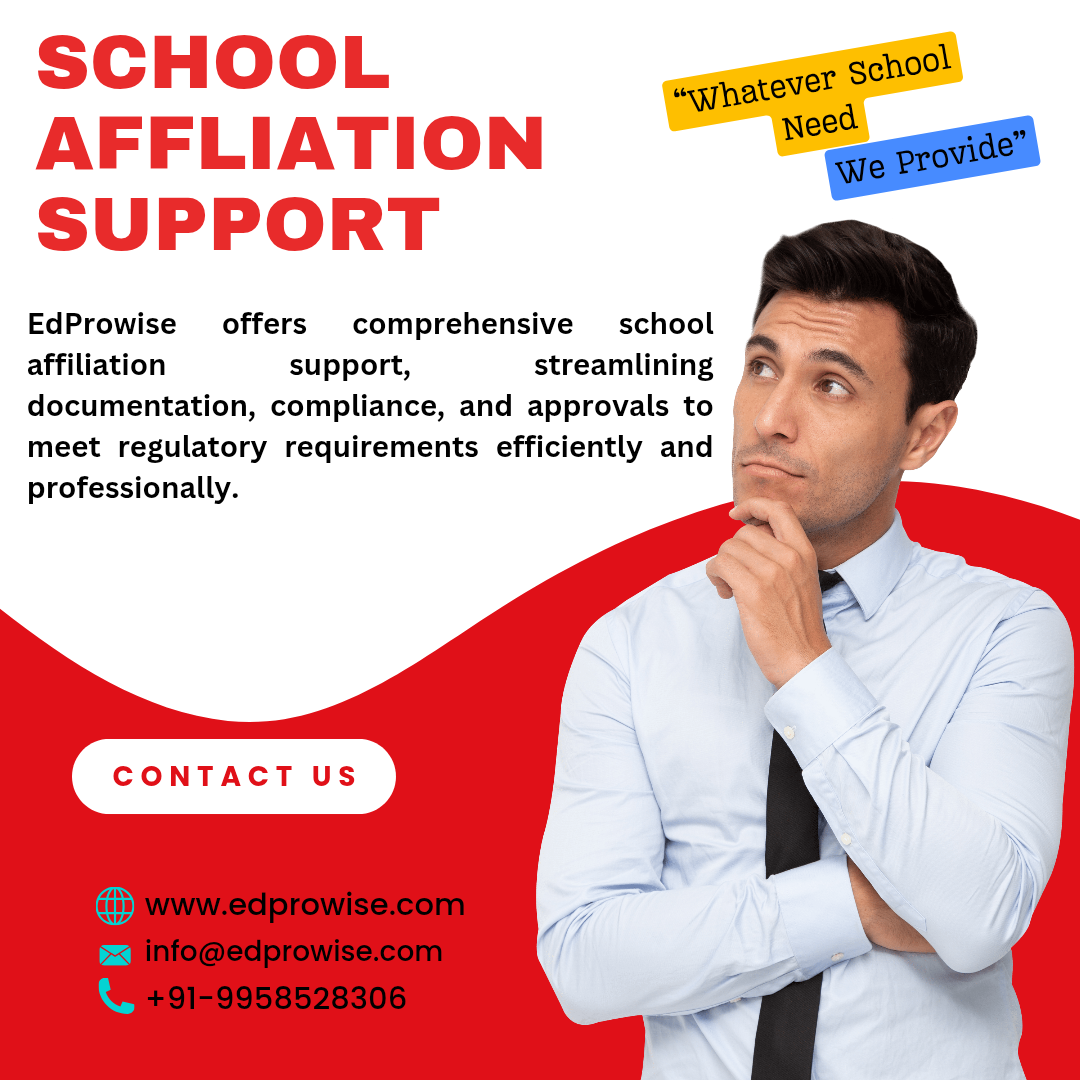 SCHOOL
AFFLIATION
SUPPORT
“Whatever School
Need
We Provide”
EdProwise offers comprehensive school
affiliation support, streamlining
documentation, compliance, and approvals to
meet regulatory requirements efficiently and
professionally.
CONTACT US
www.edprowise.com
info@edprowise.com
+91-9958528306